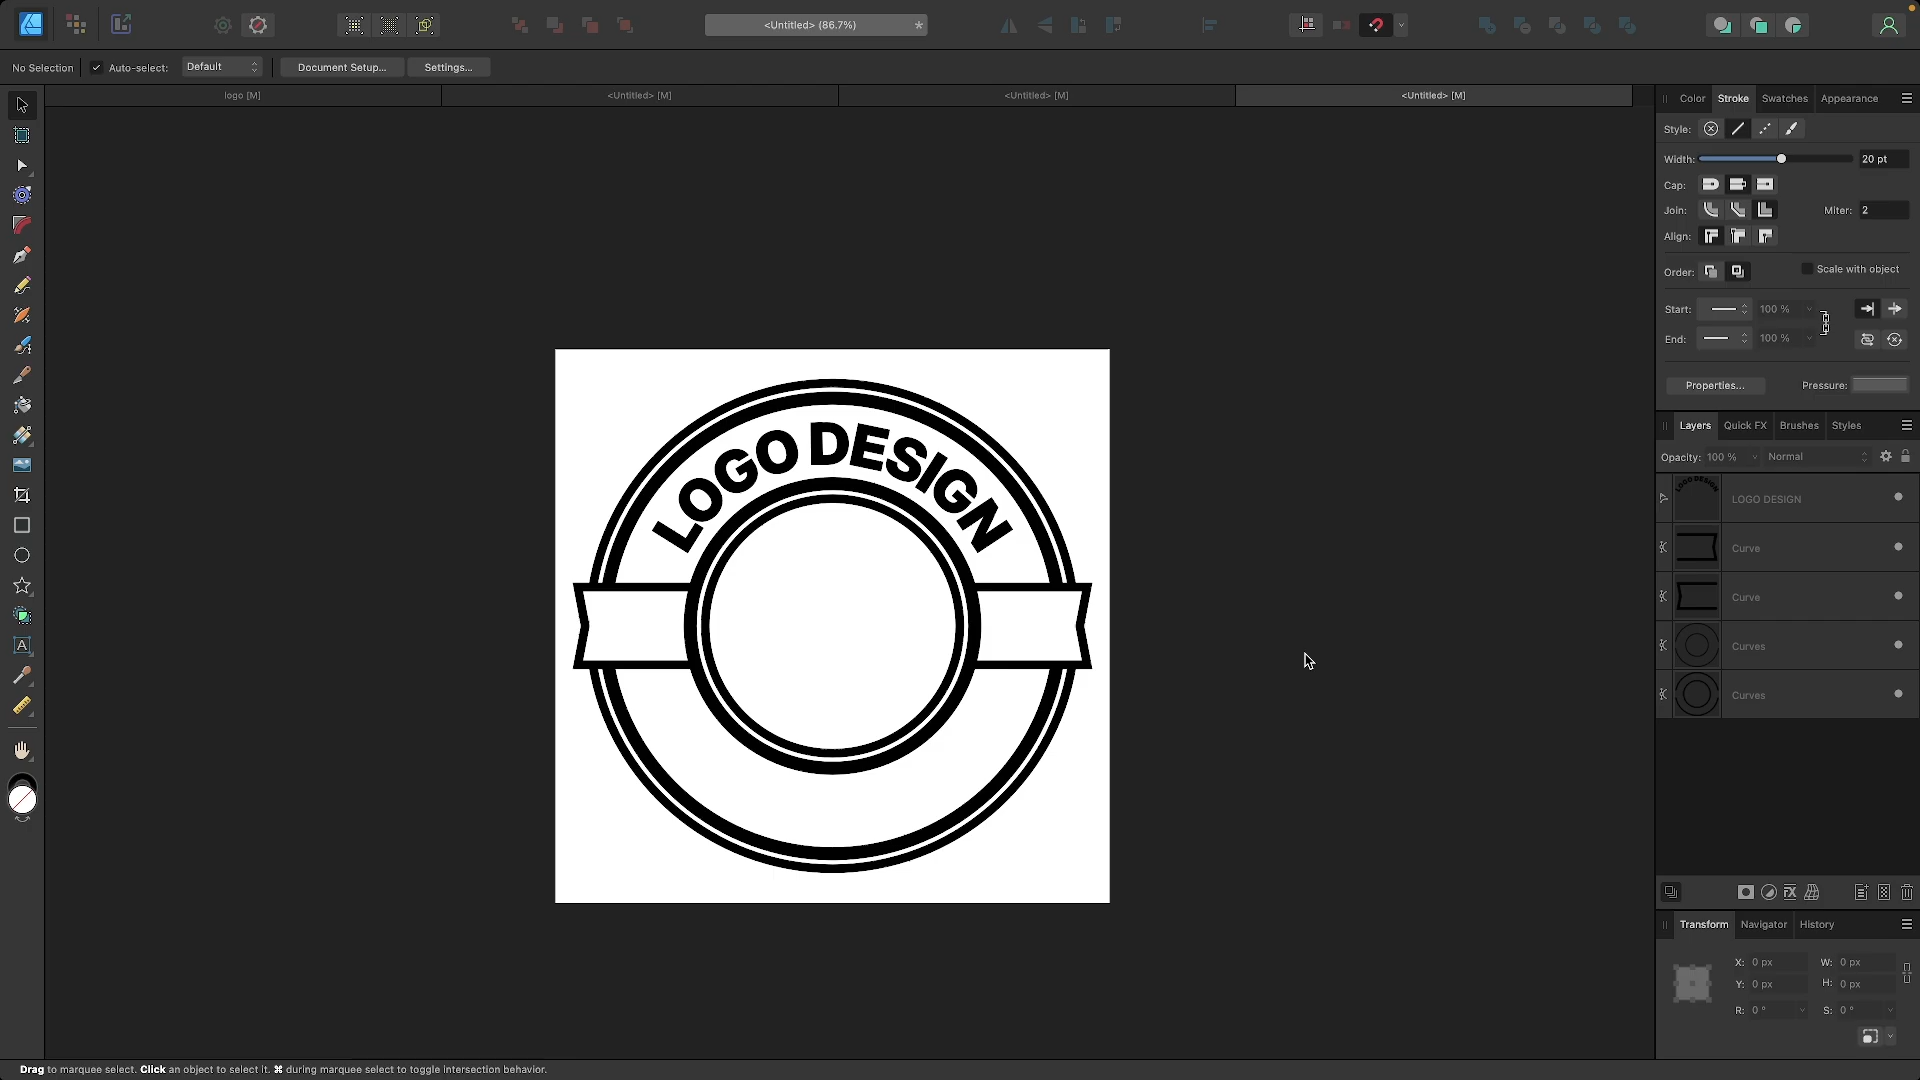 <Untitled> (86.7%)
*
No Selection
Auto-select:
Default
Document Setup...
Settings...
logo [M]
<Untitled> [M]
<Untitled> [M]
<Untitled> [M]
Color
Stroke
Swatches
Appearance
Style:
Width:
20 pt
Cap:
Join:
Miter: 2
Align:
Order:
Scale with object
Start:
100 %
End:
100 %
Properties...
Pressure:
LOGO DESIGN
Layers
Quick FX
Brushes
Styles
Opacity: 100 %
Normal
LOGO DESIGN
LOGO DESIGN
Curve
Curve
Curves
Curves
Transform
Navigator
History
X: 0 px
W: 0 px
Y: 0 px
H: 0 px
R: 0 °
S: 0 °
Drag to marquee select. Click an object to select it. ⌘ during marquee select to toggle intersection behavior.